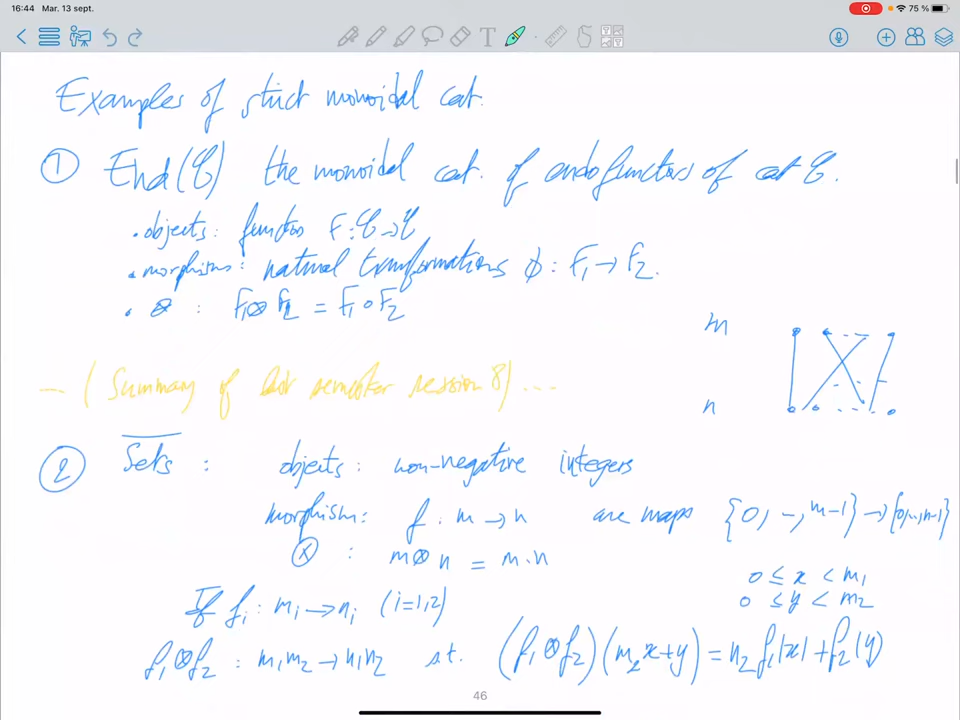 16:44 Mar. 13 sept.
75 %
Examples of strict monoidal cat.
① End(𝒞) the monoidal cat. of endofunctors of cat 𝒞.
• objects: functors F: 𝒞 → 𝒞
• morphisms: natural transformations ϕ: F₁ → F₂.
• ⊗ : F₁ ⊗ F₂ = F₁ ∘ F₂
m
— (Summary of last semester session 8) ...
n
② Sets : objects: non-negative integers
morphism: f: m → n are maps {0, -, m-1} → {0,..,n-1}
⊗ : m ⊗ n = m·n
0 ≤ x < m₁
0 ≤ y < m₂
If fᵢ: mᵢ → nᵢ (i=1,2)
f₁ ⊗ f₂ : m₁m₂ → n₁n₂ s.t. (f₁ ⊗ f₂)(m₂x+y) = n₂ f₁(x) + f₂(y)
46